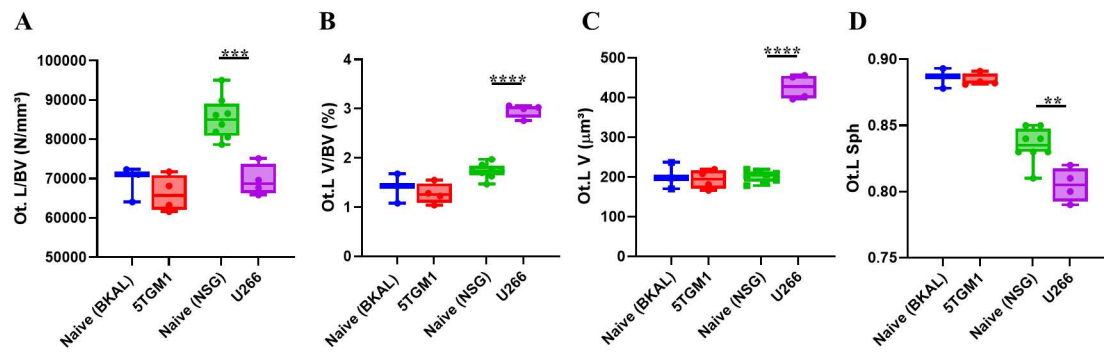 A
Ot. L/BV (N/mm³)
100000
90000
80000
70000
60000
50000
***
Naive (BKAL)
5TGM1
Naive (NSG)
U266
B
Ot.L V/BV (%)
4
3
2
1
0
****
Naive (BKAL)
5TGM1
Naive (NSG)
U266
C
Ot.L V (μm³)
500
400
300
200
100
0
****
Naive (BKAL)
5TGM1
Naive (NSG)
U266
D
Ot.L Sph
0.90
0.85
0.80
0.75
**
Naive (BKAL)
5TGM1
Naive (NSG)
U266